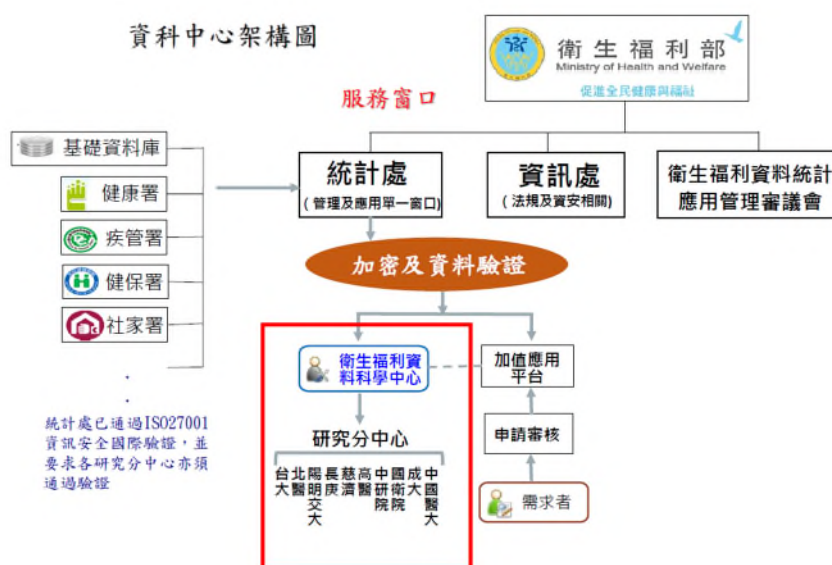 資科中心架構圖
衛生福利部
Ministry of Health and Welfare
促進全民健康與福祉
服務窗口
基礎資料庫
健康署
疾管署
健保署
社家署
.
.
統計處已通過ISO27001
資訊安全國際驗證，並
要求各研究分中心亦須
通過驗證
統計處
(管理及應用單一窗口)
資訊處
(法規及資安相關)
衛生福利資料統計
應用管理審議會
加密及資料驗證
衛生福利資
料科學中心
加值應用
平台
研究分中心
申請審核
台大
北醫
陽明交大
長庚
慈濟
高醫
中研院
國衛院
成大
中國醫大
需求者